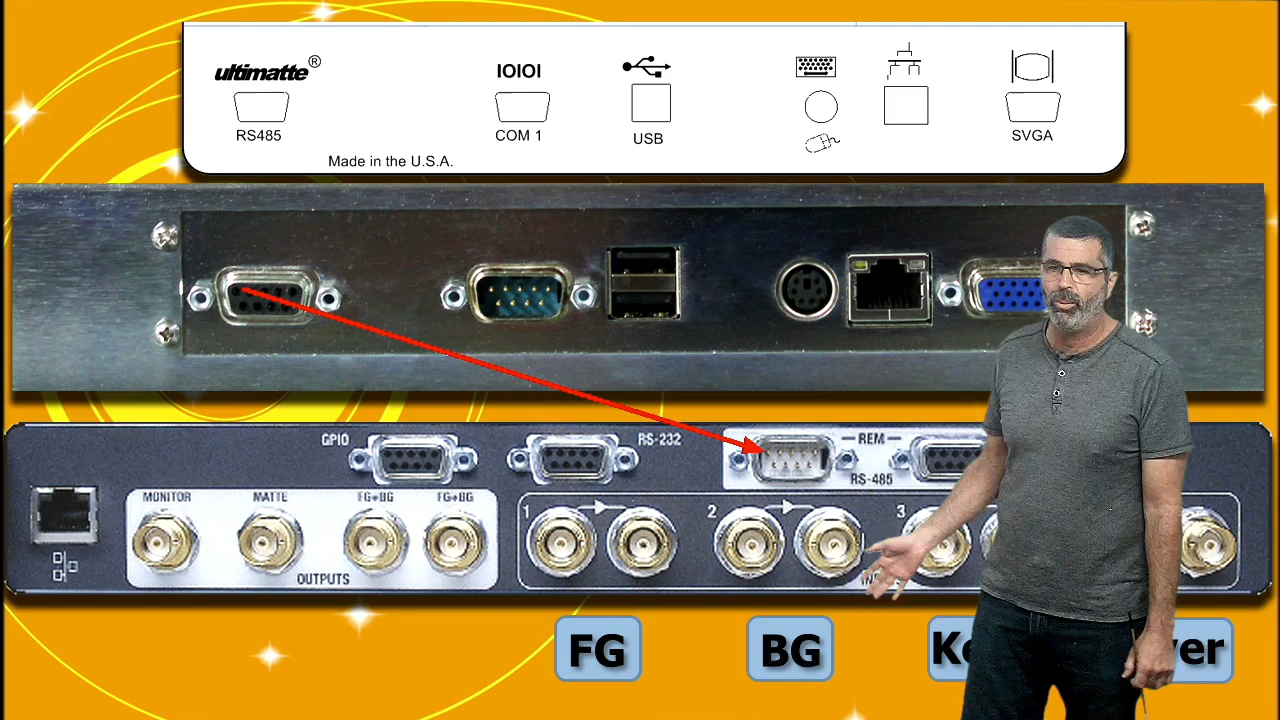 ultimatte®
IOIOI
RS485
COM 1
USB
SVGA
Made in the U.S.A.
GPIO
RS-232
REM
RS-485
MONITOR
MATTE
FG+BG
FG+BG
1
2
3
OUTPUTS
FG
BG